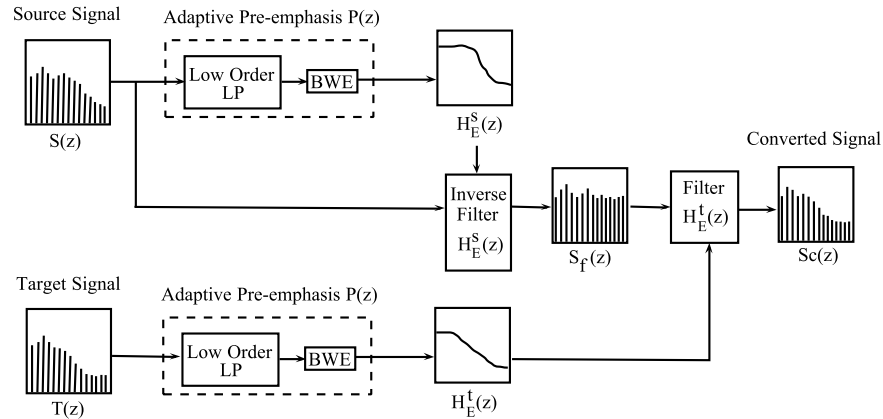 Source Signal
Adaptive Pre-emphasis P(z)
Low Order
LP
BWE
S(z)
H_E^s(z)
Converted Signal
Inverse
Filter
H_E^s(z)
Filter
H_E^t(z)
S_f(z)
Sc(z)
Target Signal
Adaptive Pre-emphasis P(z)
Low Order
LP
BWE
T(z)
H_E^t(z)